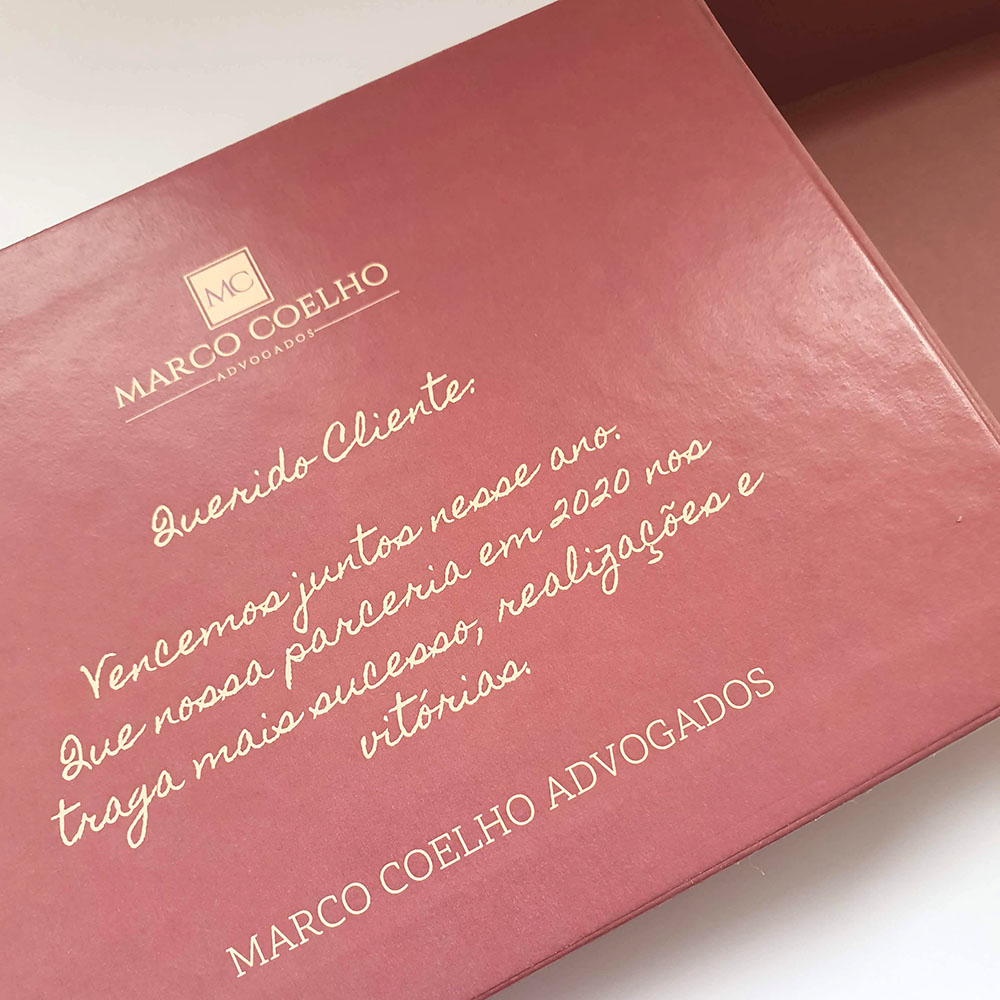 MC
MARCO COELHO
ADVOGADOS
Querido Cliente:
Vencemos juntos nesse ano.
Que nossa parceria em 2020 nos
traga mais sucesso, realizações e
vitórias.
MARCO COELHO ADVOGADOS